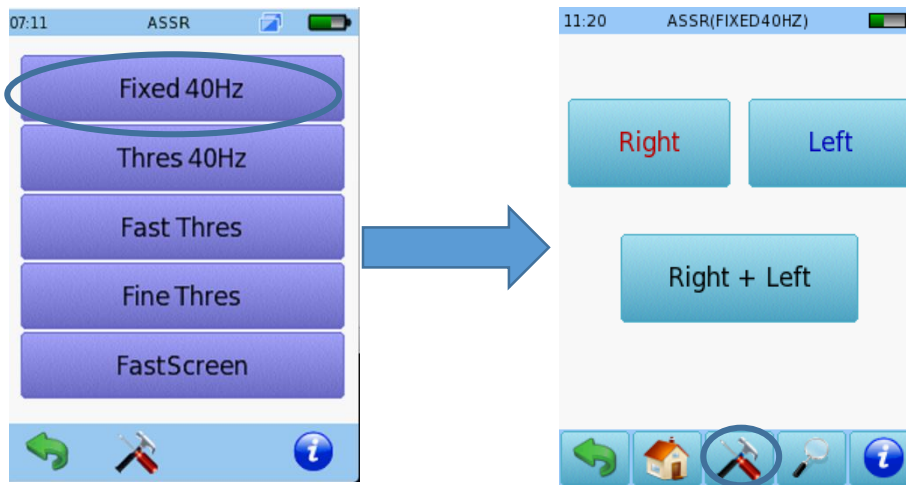 07:11 ASSR
Fixed 40Hz
Thres 40Hz
Fast Thres
Fine Thres
FastScreen
i
11:20 ASSR(FIXED40HZ)
Right Left
Right + Left
i